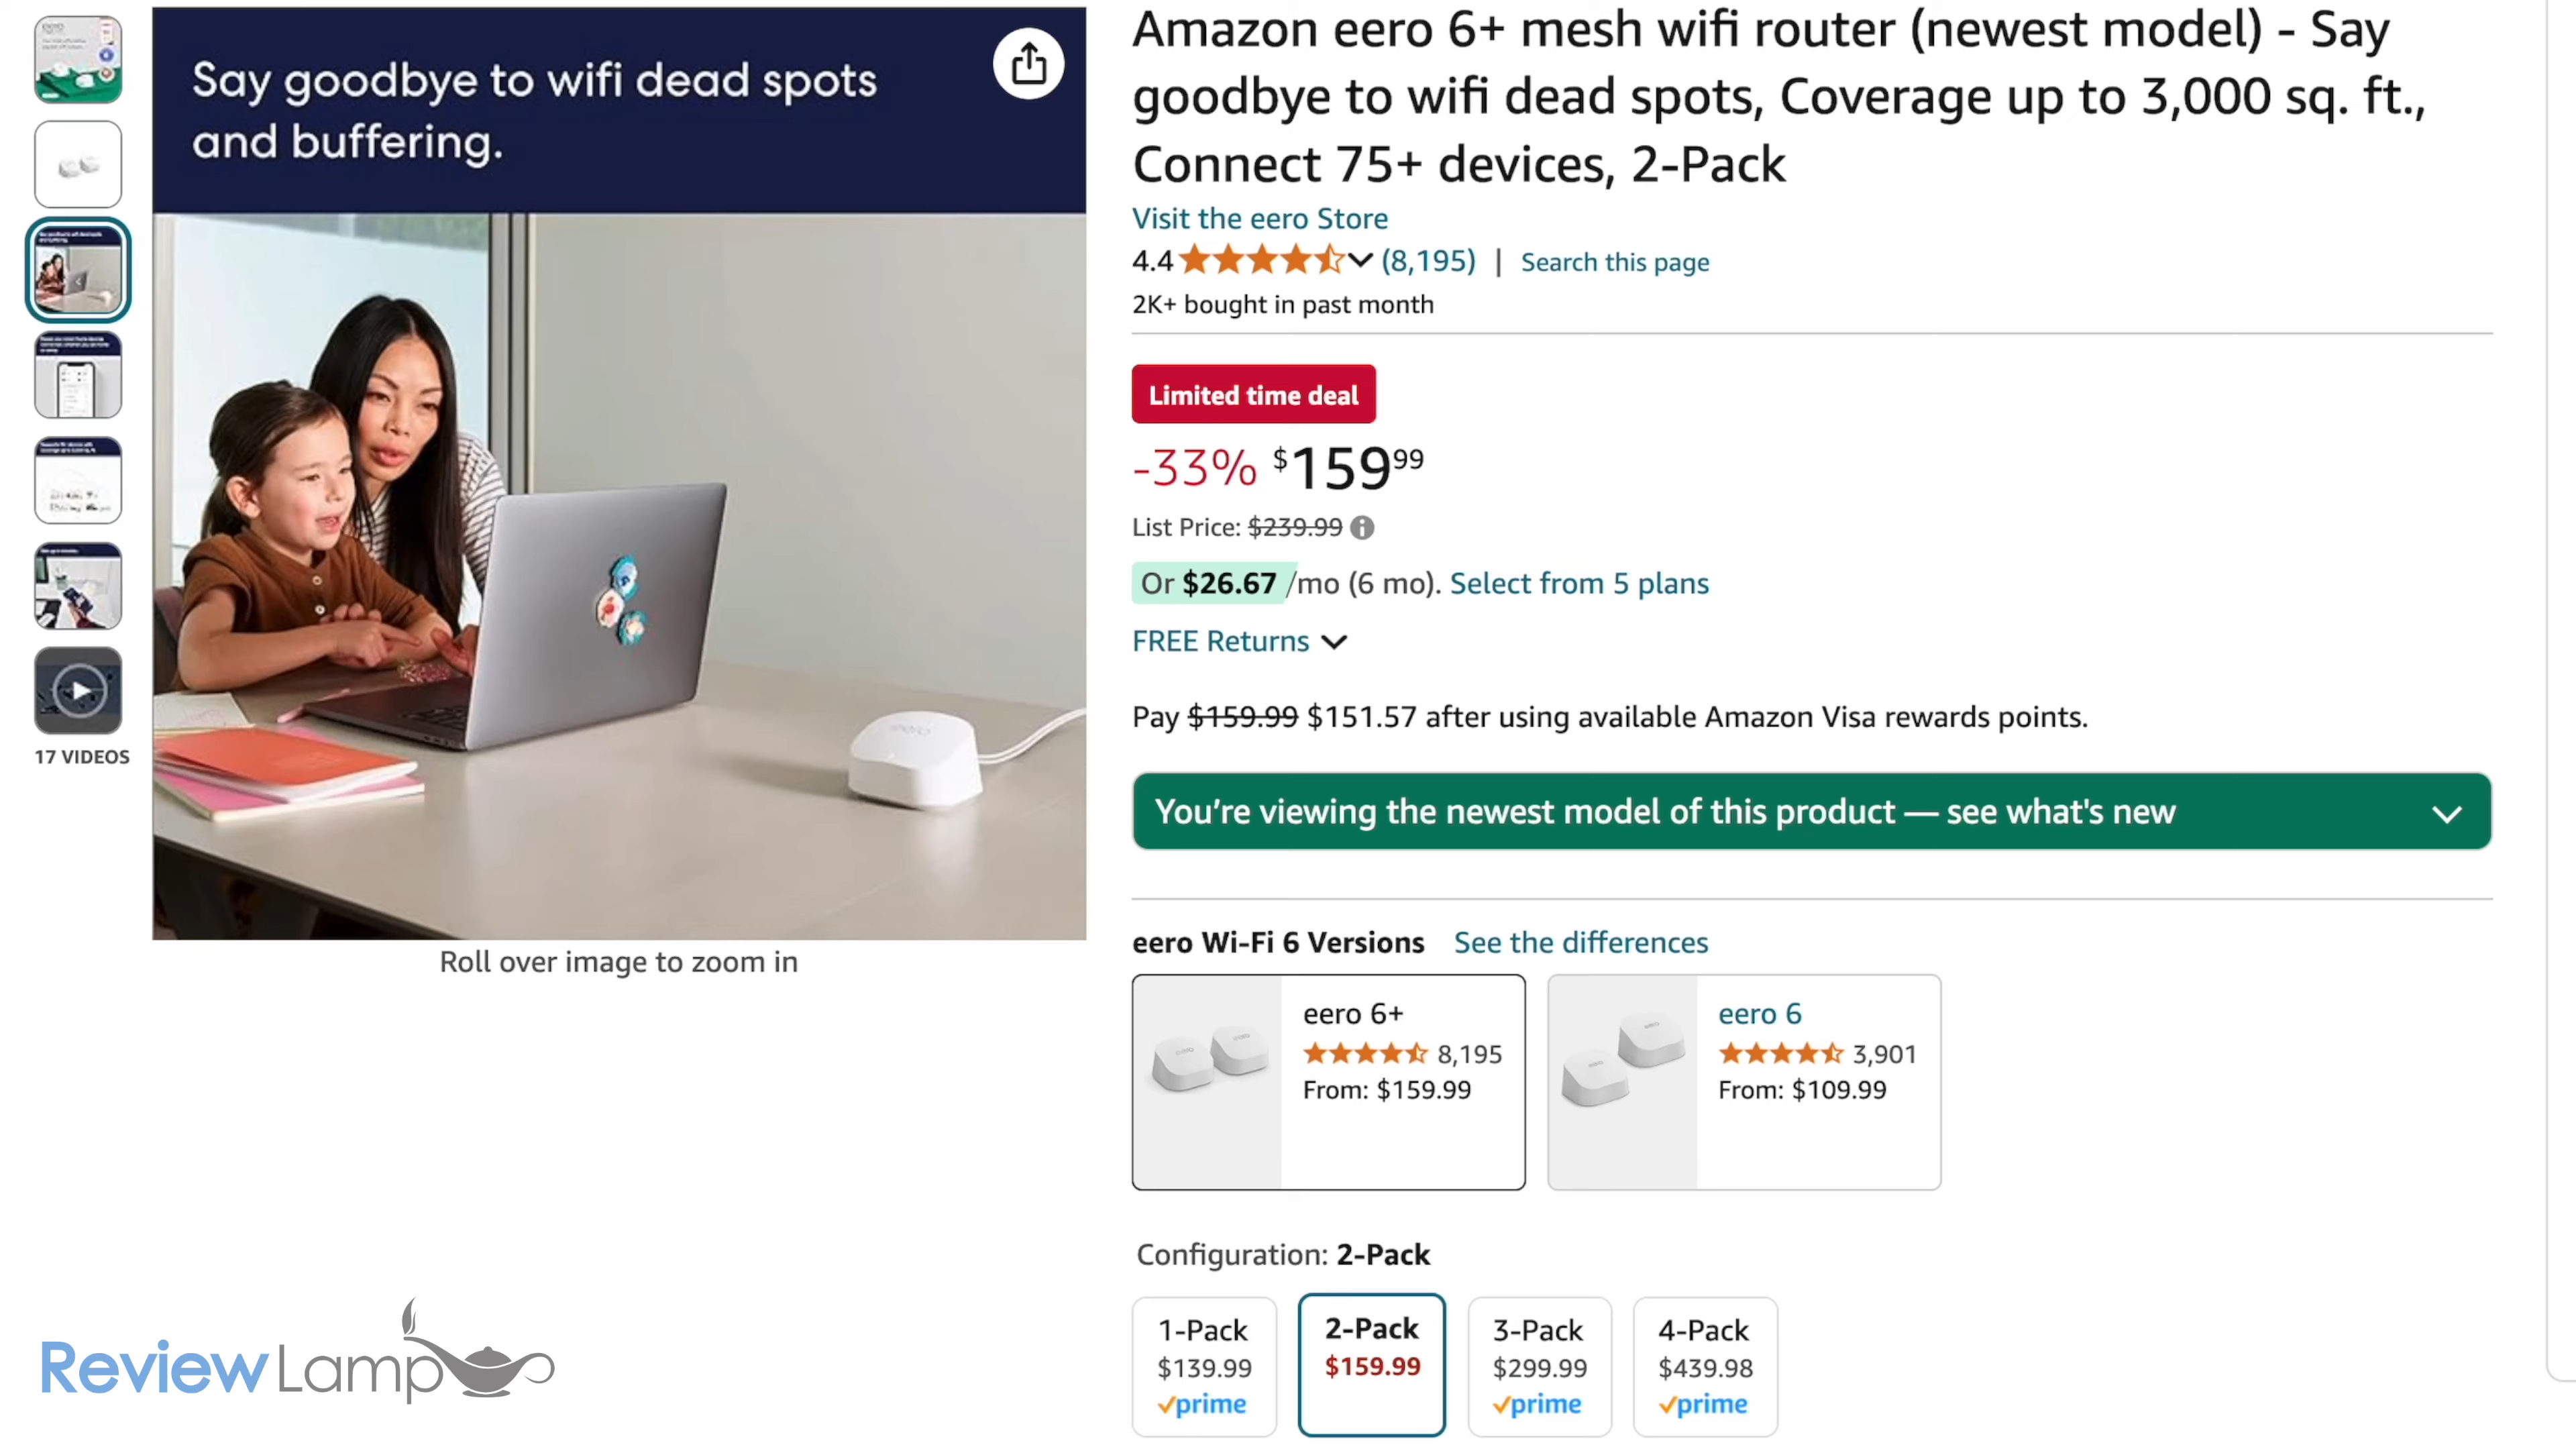 Say goodbye to wifi dead spots
and buffering.
17 VIDEOS
eero
Roll over image to zoom in
Amazon eero 6+ mesh wifi router (newest model) - Say
goodbye to wifi dead spots, Coverage up to 3,000 sq. ft.,
Connect 75+ devices, 2-Pack
Visit the eero Store
4.4 (8,195) | Search this page
2K+ bought in past month
Limited time deal
-33% $159.99
List Price: $239.99
Or $26.67 /mo (6 mo). Select from 5 plans
FREE Returns
Pay $159.99 $151.57 after using available Amazon Visa rewards points.
You’re viewing the newest model of this product — see what's new
eero Wi-Fi 6 Versions See the differences
eero 6+
8,195
From: $159.99
eero 6
3,901
From: $109.99
Configuration: 2-Pack
1-Pack
$139.99
prime
2-Pack
$159.99
3-Pack
$299.99
prime
4-Pack
$439.98
prime
ReviewLamp